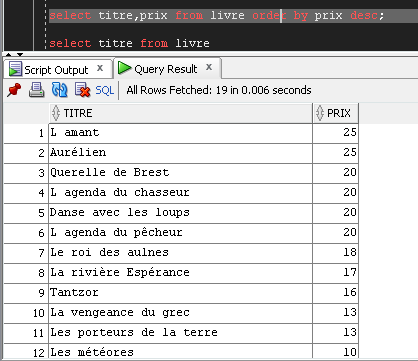 select titre,prix from livre order by prix desc;
select titre from livre
Script Output x Query Result x
SQL All Rows Fetched: 19 in 0.006 seconds
TITRE PRIX
1 L amant 25
2 Aurélien 25
3 Querelle de Brest 20
4 L agenda du chasseur 20
5 Danse avec les loups 20
6 L agenda du pêcheur 20
7 Le roi des aulnes 18
8 La rivière Espérance 17
9 Tantzor 16
10 La vengeance du grec 13
11 Les porteurs de la terre 13
12 Les météores 10